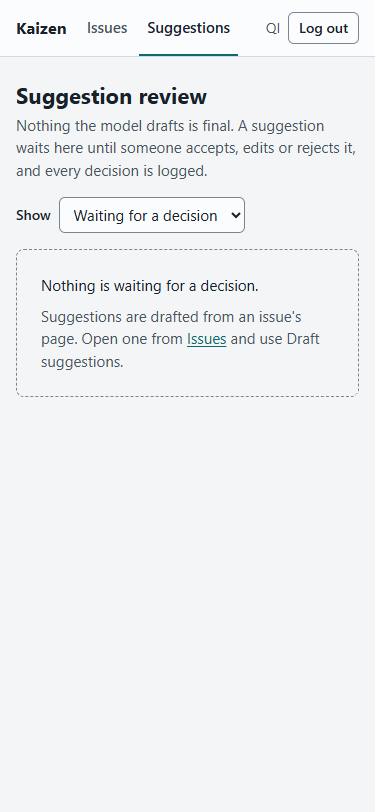 Kaizen Issues Suggestions QI Log out
Suggestion review
Nothing the model drafts is final. A suggestion
waits here until someone accepts, edits or rejects it,
and every decision is logged.
Show Waiting for a decision
Nothing is waiting for a decision.
Suggestions are drafted from an issue's
page. Open one from Issues and use Draft
suggestions.